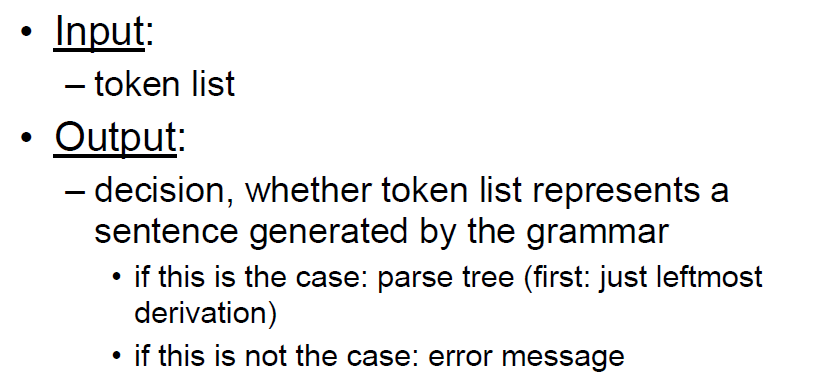 • Input:
– token list
• Output:
– decision, whether token list represents a
sentence generated by the grammar
• if this is the case: parse tree (first: just leftmost
derivation)
• if this is not the case: error message